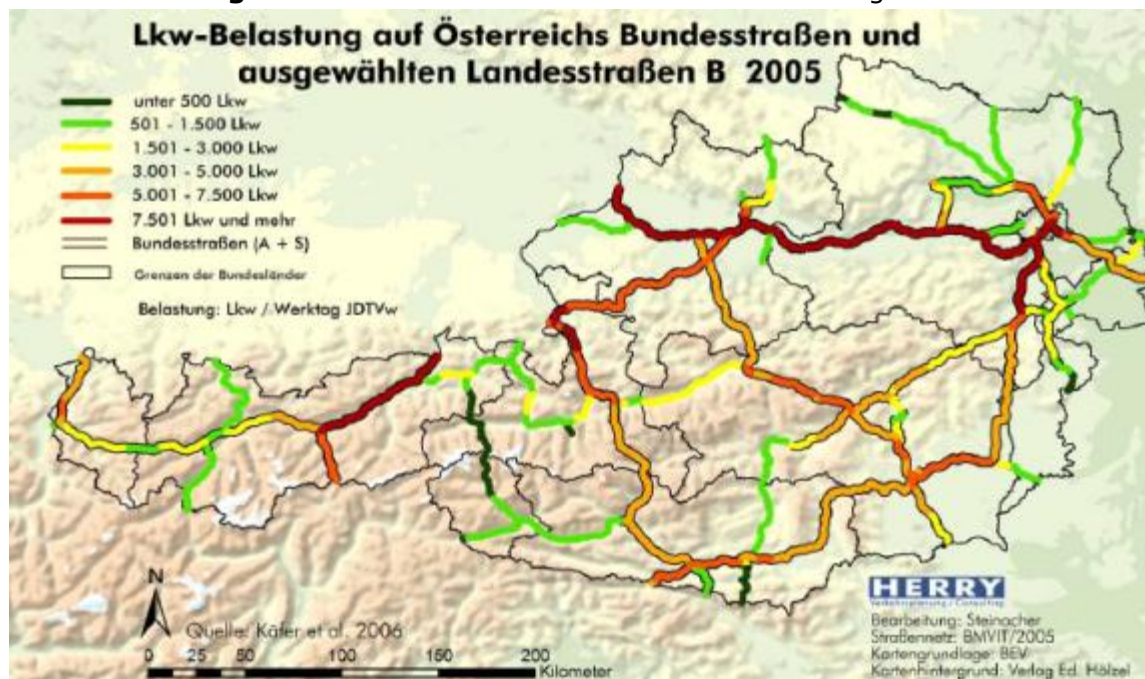 Lkw-Belastung auf Österreichs Bundesstraßen und
ausgewählten Landesstraßen B 2005
unter 500 Lkw
501 - 1.500 Lkw
1.501 - 3.000 Lkw
3.001 - 5.000 Lkw
5.001 - 7.500 Lkw
7.501 Lkw und mehr
Bundesstraßen (A + S)
Grenzen der Bundesländer
Belastung: Lkw / Werktag JDTVw
N
Quelle: Käfer et al. 2006
0 25 50 100 150 200
Kilometer
HERRY
Verkehrsplanung / Consulting
Bearbeitung: Steinacher
Straßennetz: BMVIT/2005
Kartengrundlage: BEV
Kartenhintergrund: Verlag Ed. Hölzel